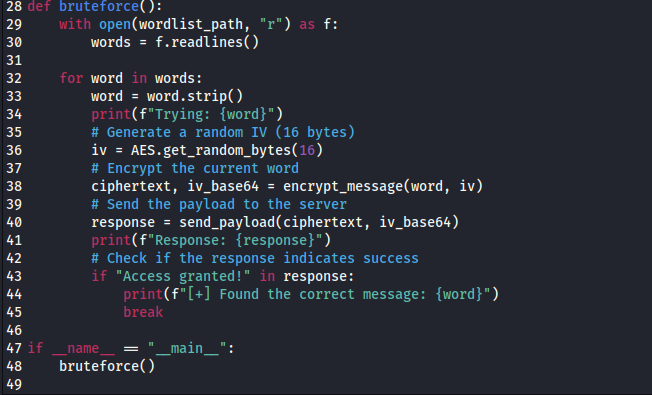 28 def bruteforce():
29     with open(wordlist_path, "r") as f:
30         words = f.readlines()
31
32     for word in words:
33         word = word.strip()
34         print(f"Trying: {word}")
35         # Generate a random IV (16 bytes)
36         iv = AES.get_random_bytes(16)
37         # Encrypt the current word
38         ciphertext, iv_base64 = encrypt_message(word, iv)
39         # Send the payload to the server
40         response = send_payload(ciphertext, iv_base64)
41         print(f"Response: {response}")
42         # Check if the response indicates success
43         if "Access granted!" in response:
44             print(f"[+] Found the correct message: {word}")
45             break
46
47 if __name__ == "__main__":
48     bruteforce()
49